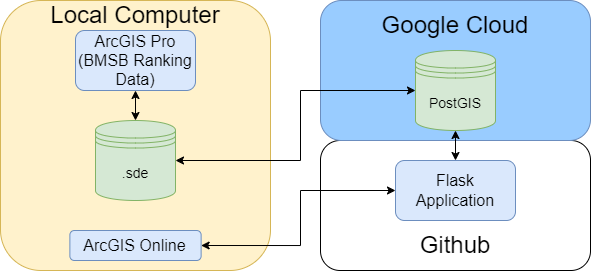 Local Computer
ArcGIS Pro
(BMSB Ranking
Data)
.sde
ArcGIS Online
Google Cloud
PostGIS
Flask
Application
Github